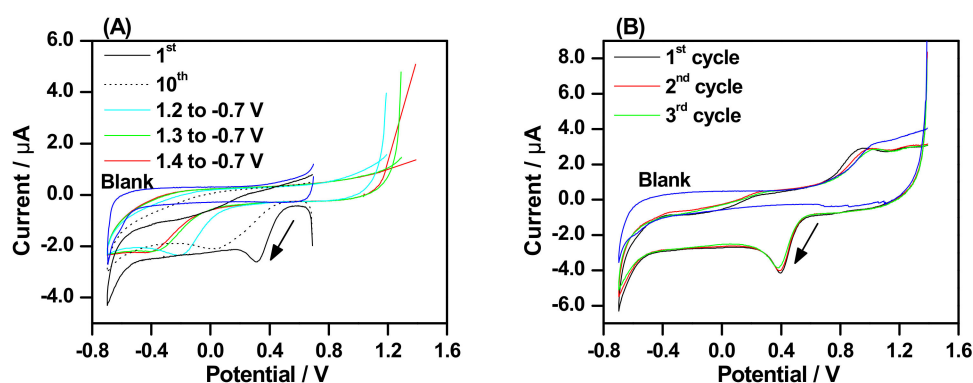 (A)
6.0
4.0
2.0
0.0
-2.0
-4.0
Current / µA
1st
10th
1.2 to -0.7 V
1.3 to -0.7 V
1.4 to -0.7 V
Blank
-0.8 -0.4 0.0 0.4 0.8 1.2 1.6
Potential / V
(B)
8.0
6.0
4.0
2.0
0.0
-2.0
-4.0
-6.0
Current / µA
1st cycle
2nd cycle
3rd cycle
Blank
-0.8 -0.4 0.0 0.4 0.8 1.2 1.6
Potential / V